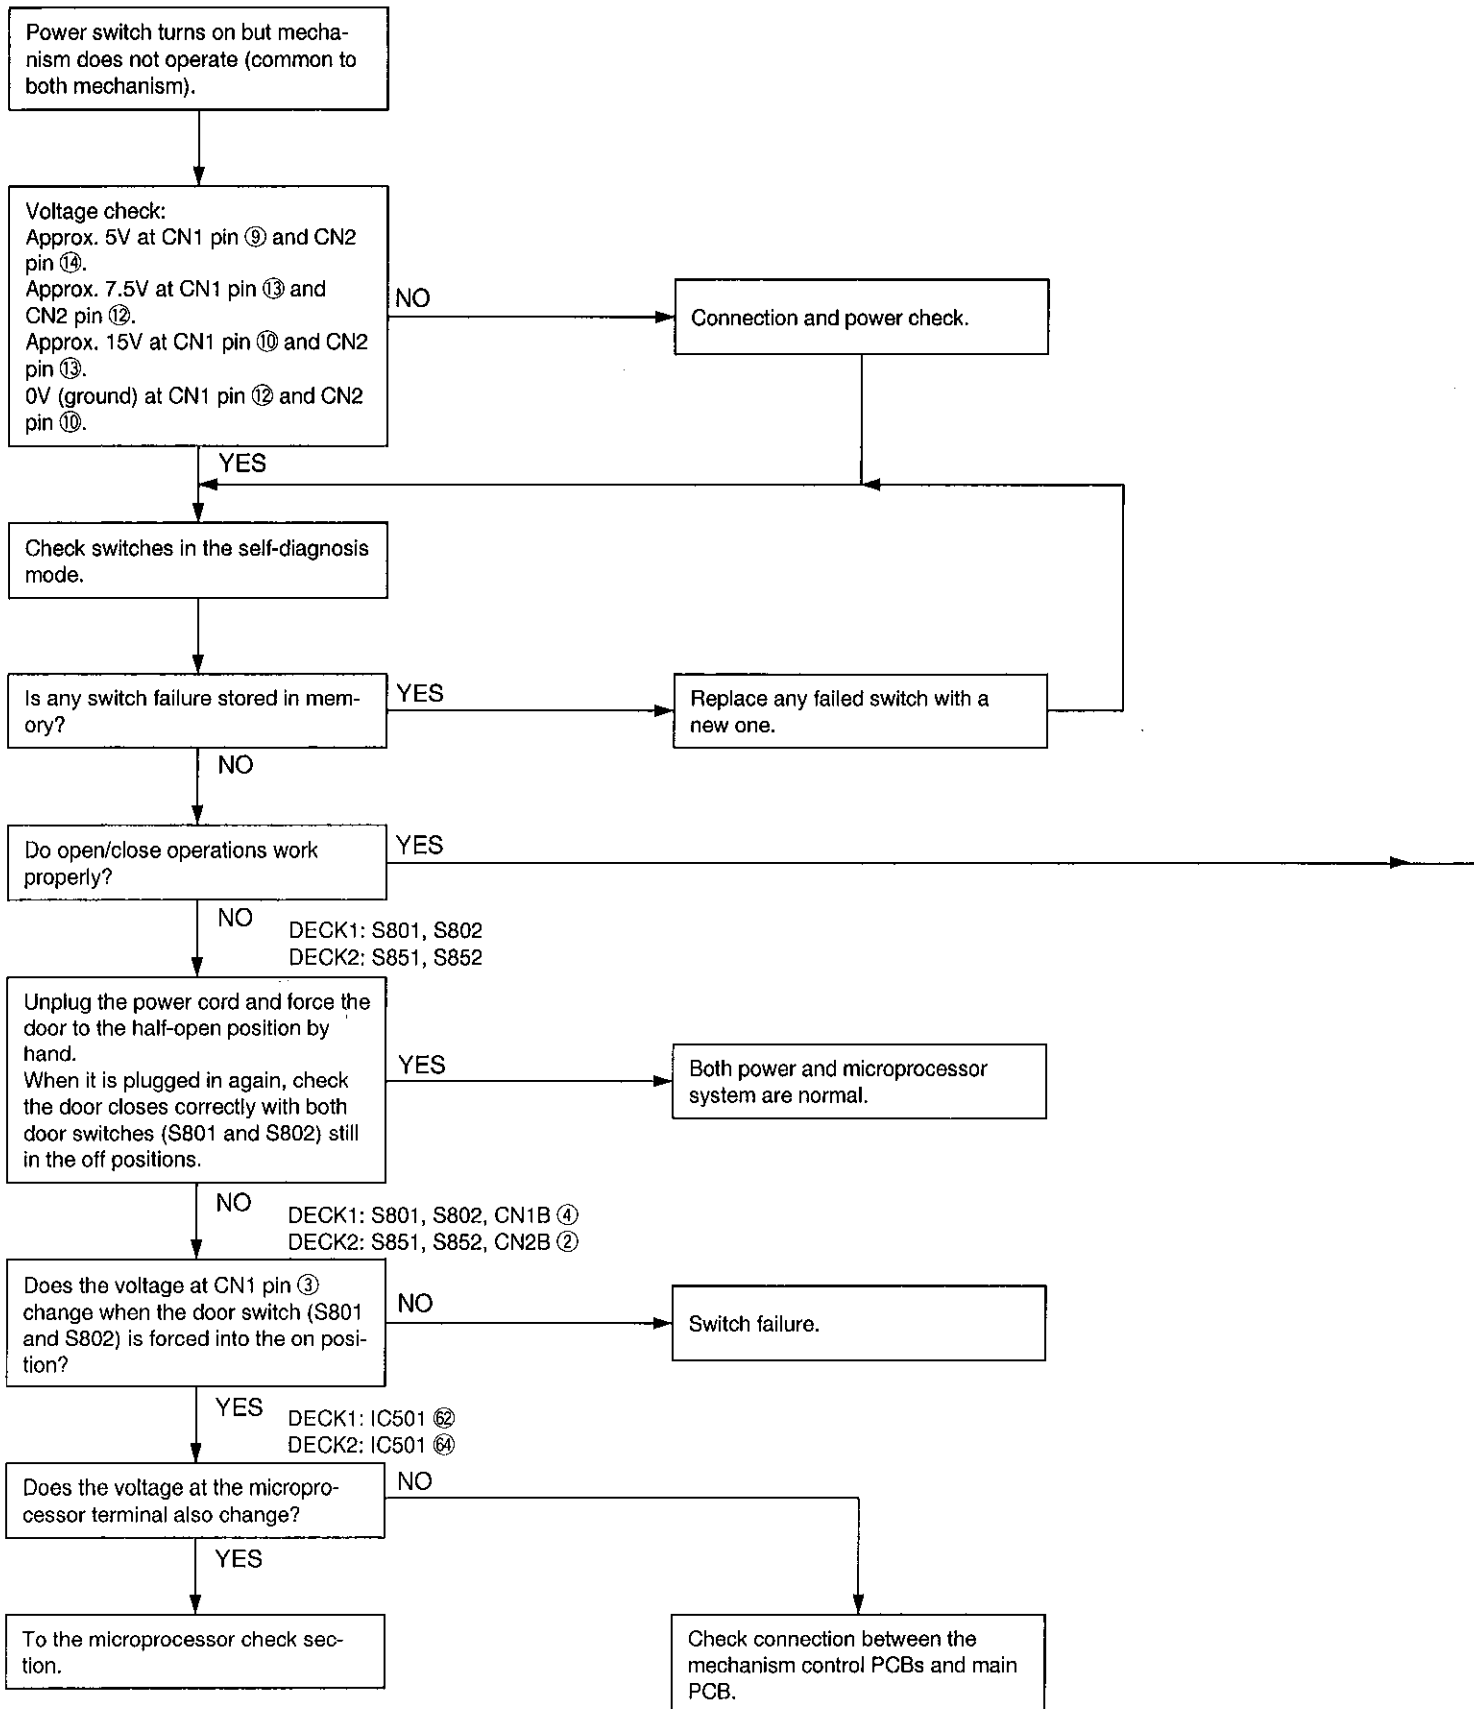 Power switch turns on but mecha-
nism does not operate (common to
both mechanism).
Voltage check:
Approx. 5V at CN1 pin ⑨ and CN2
pin ⑭.
Approx. 7.5V at CN1 pin ⑬ and
CN2 pin ⑫.
Approx. 15V at CN1 pin ⑩ and CN2
pin ⑬.
0V (ground) at CN1 pin ⑫ and CN2
pin ⑩.
NO
Connection and power check.
YES
Check switches in the self-diagnosis
mode.
Is any switch failure stored in mem-
ory?
YES
Replace any failed switch with a
new one.
NO
Do open/close operations work
properly?
YES
NO
DECK1: S801, S802
DECK2: S851, S852
Unplug the power cord and force the
door to the half-open position by
hand.
When it is plugged in again, check
the door closes correctly with both
door switches (S801 and S802) still
in the off positions.
YES
Both power and microprocessor
system are normal.
NO
DECK1: S801, S802, CN1B ④
DECK2: S851, S852, CN2B ②
Does the voltage at CN1 pin ③
change when the door switch (S801
and S802) is forced into the on posi-
tion?
NO
Switch failure.
YES
DECK1: IC501 62
DECK2: IC501 64
Does the voltage at the micropro-
cessor terminal also change?
NO
YES
To the microprocessor check sec-
tion.
Check connection between the
mechanism control PCBs and main
PCB.